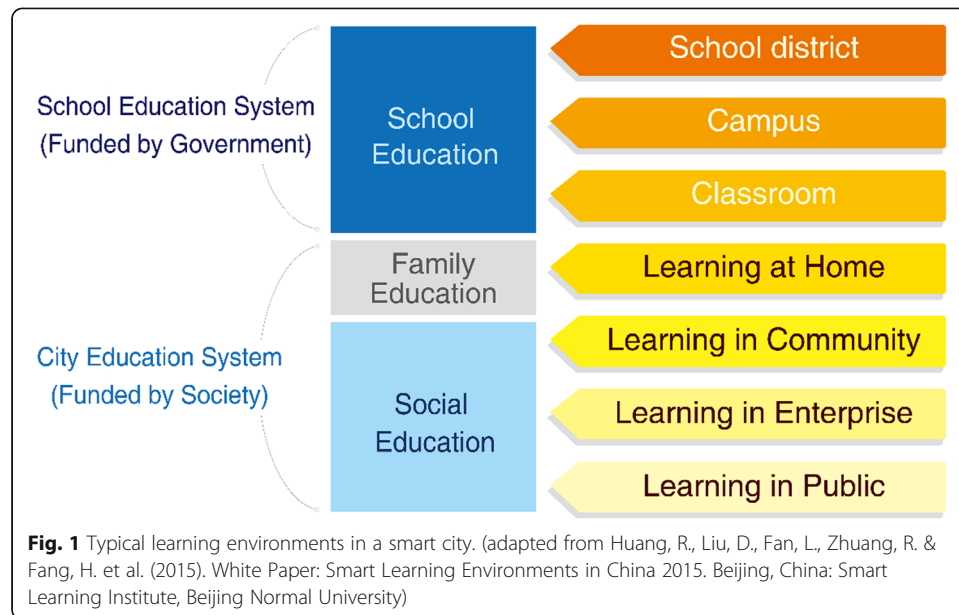 School Education System
(Funded by Government)
School
Education
School district
Campus
Classroom
City Education System
(Funded by Society)
Family
Education
Social
Education
Learning at Home
Learning in Community
Learning in Enterprise
Learning in Public
Fig. 1 Typical learning environments in a smart city. (adapted from Huang, R., Liu, D., Fan, L., Zhuang, R. &
Fang, H. et al. (2015). White Paper: Smart Learning Environments in China 2015. Beijing, China: Smart
Learning Institute, Beijing Normal University)